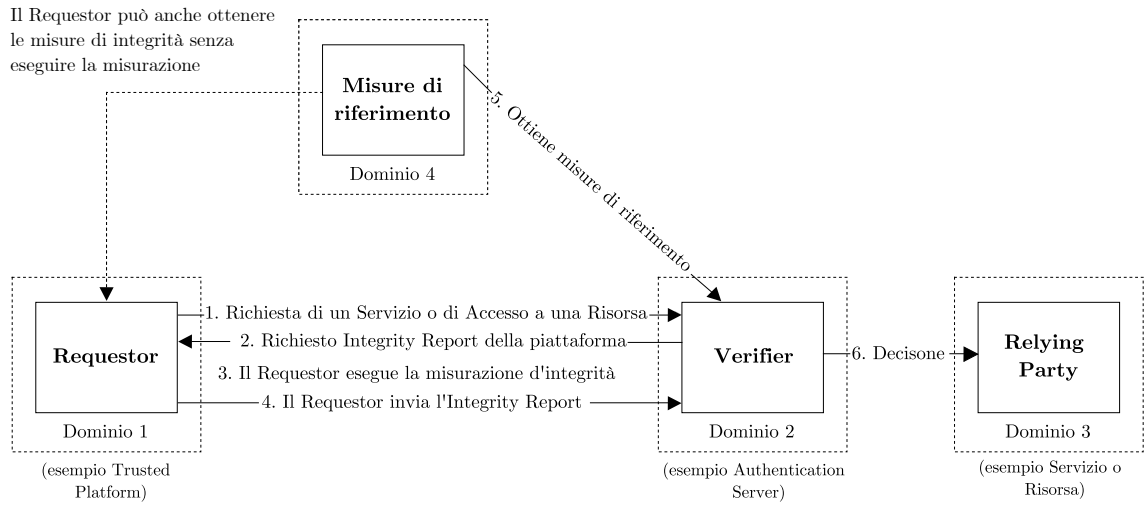 Il Requestor può anche ottenere
le misure di integrità senza
eseguire la misurazione
Misure di
riferimento
Dominio 4
5. Ottiene misure di riferimento
1. Richiesta di un Servizio o di Accesso a una Risorsa
2. Richiesto Integrity Report della piattaforma
3. Il Requestor esegue la misurazione d'integrità
4. Il Requestor invia l'Integrity Report
Requestor
Dominio 1
(esempio Trusted
Platform)
Verifier
Dominio 2
(esempio Authentication
Server)
6. Decisone
Relying
Party
Dominio 3
(esempio Servizio o
Risorsa)